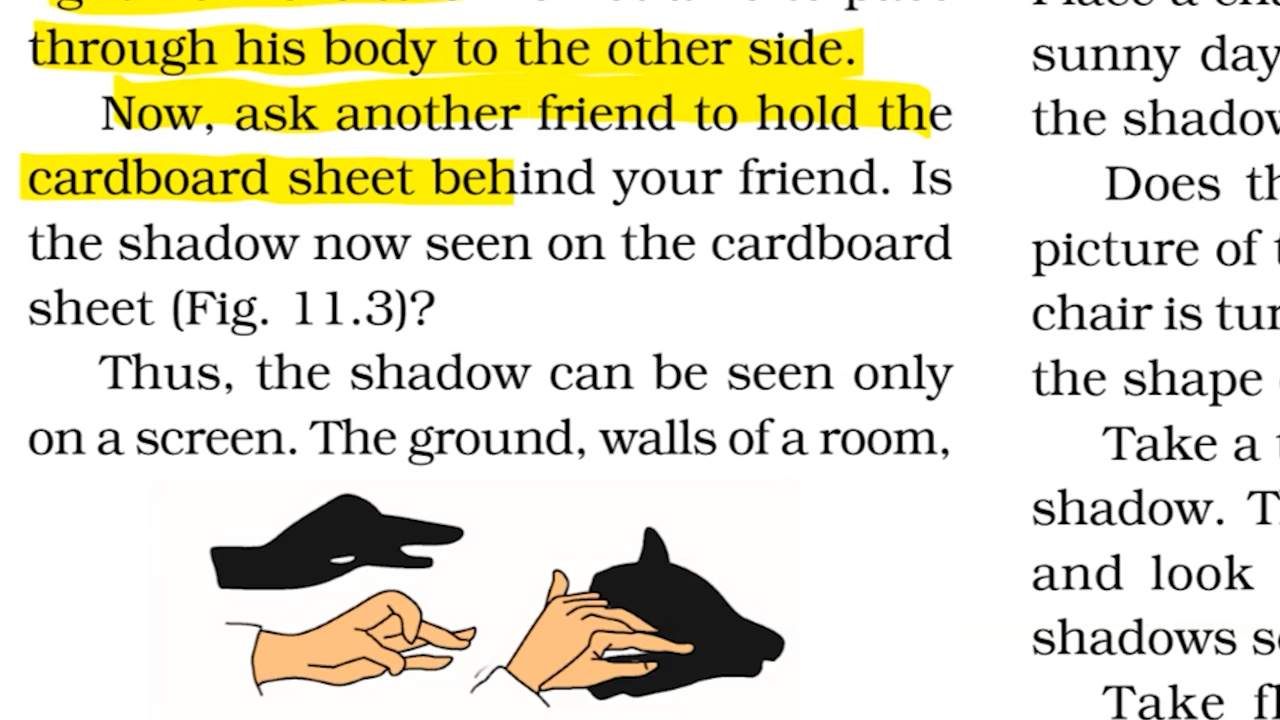 through his body to the other side.
Now, ask another friend to hold the
cardboard sheet behind your friend. Is
the shadow now seen on the cardboard
sheet (Fig. 11.3)?
Thus, the shadow can be seen only
on a screen. The ground, walls of a room,
sunny day
the
Does
picture of
chair is
the shape
Take a
shadow.
and look
shadows
Take